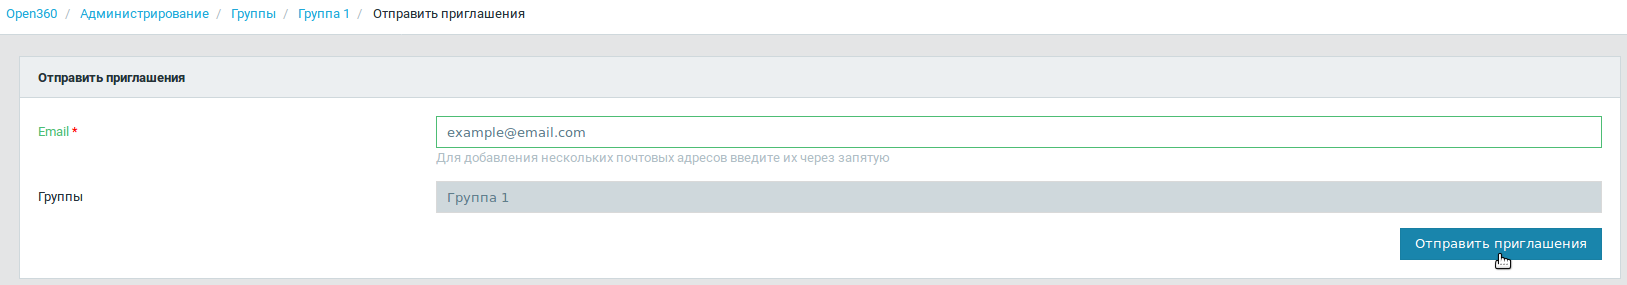 Open360 / Администрирование / Группы / Группа 1 / Отправить приглашения
Отправить приглашения
Email *
example@email.com
Для добавления нескольких почтовых адресов введите их через запятую
Группы
Группа 1
Отправить приглашения